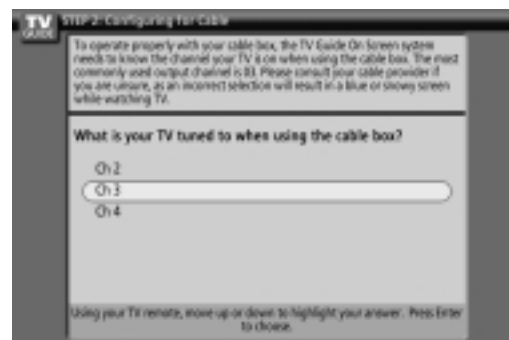 TV
GUIDE
STEP 2: Configuring for Cable
To operate properly with your cable box, the TV Guide On Screen system
needs to know the channel your TV is on when using the cable box. The most
commonly used output channel is 03. Please consult your cable provider if
you are unsure, as an incorrect selection will result in a blue or snowy screen
while watching TV.
What is your TV tuned to when using the cable box?
Ch 2
Ch 3
Ch 4
Using your TV remote, move up or down to highlight your answer. Press Enter
to choose.